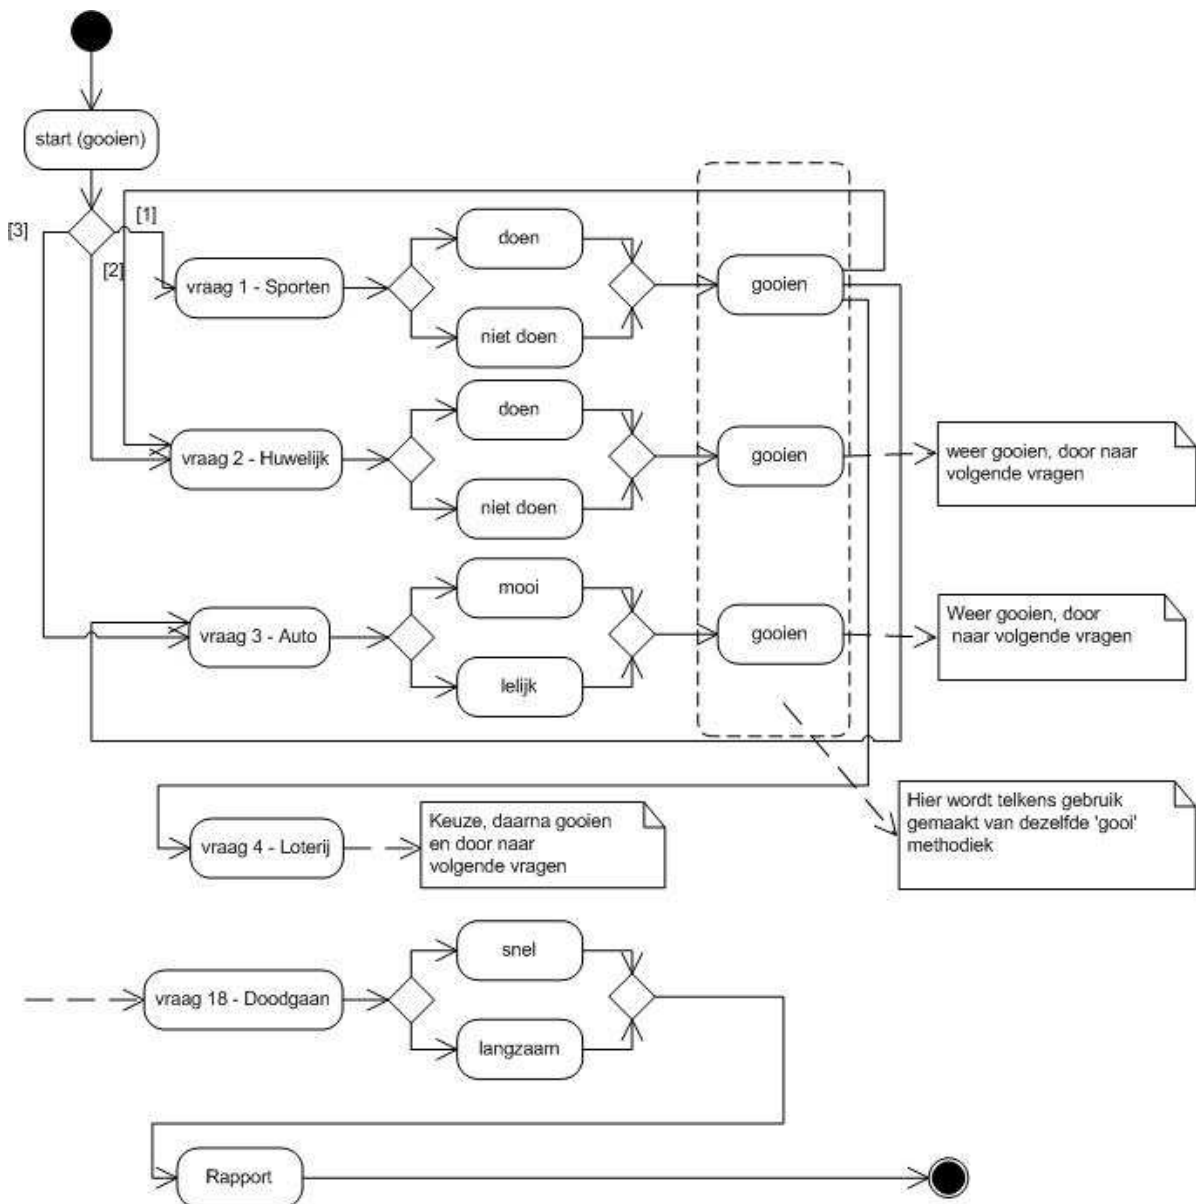 start (gooien)
[1]
[3]
[2]
vraag 1 - Sporten
doen
niet doen
gooien
vraag 2 - Huwelijk
doen
niet doen
gooien
weer gooien, door naar
volgende vragen
vraag 3 - Auto
mooi
lelijk
gooien
Weer gooien, door
naar volgende vragen
vraag 4 - Loterij
Keuze, daarna gooien
en door naar
volgende vragen
Hier wordt telkens gebruik
gemaakt van dezelfde 'gooi'
methodiek
vraag 18 - Doodgaan
snel
langzaam
Rapport